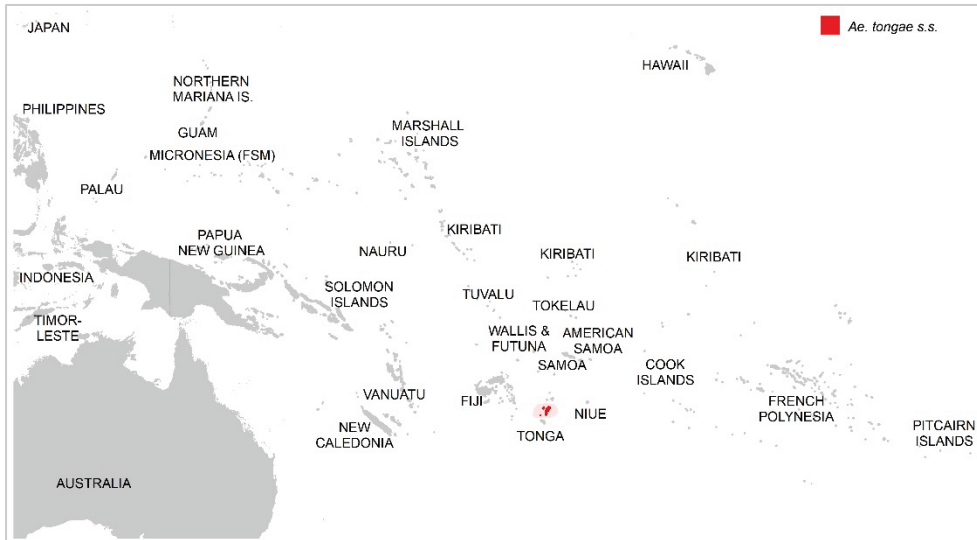 JAPAN
Ae. tongae s.s.
HAWAII
NORTHERN
MARIANA IS.
PHILIPPINES
GUAM
MARSHALL
ISLANDS
MICRONESIA (FSM)
PALAU
KIRIBATI
PAPUA
NEW GUINEA
NAURU
KIRIBATI
KIRIBATI
INDONESIA
SOLOMON
ISLANDS
TUVALU
TOKELAU
TIMOR-
LESTE
WALLIS &
FUTUNA
AMERICAN
SAMOA
SAMOA
COOK
ISLANDS
VANUATU
FIJI
FRENCH
POLYNESIA
NIUE
NEW
CALEDONIA
TONGA
PITCAIRN
ISLANDS
AUSTRALIA